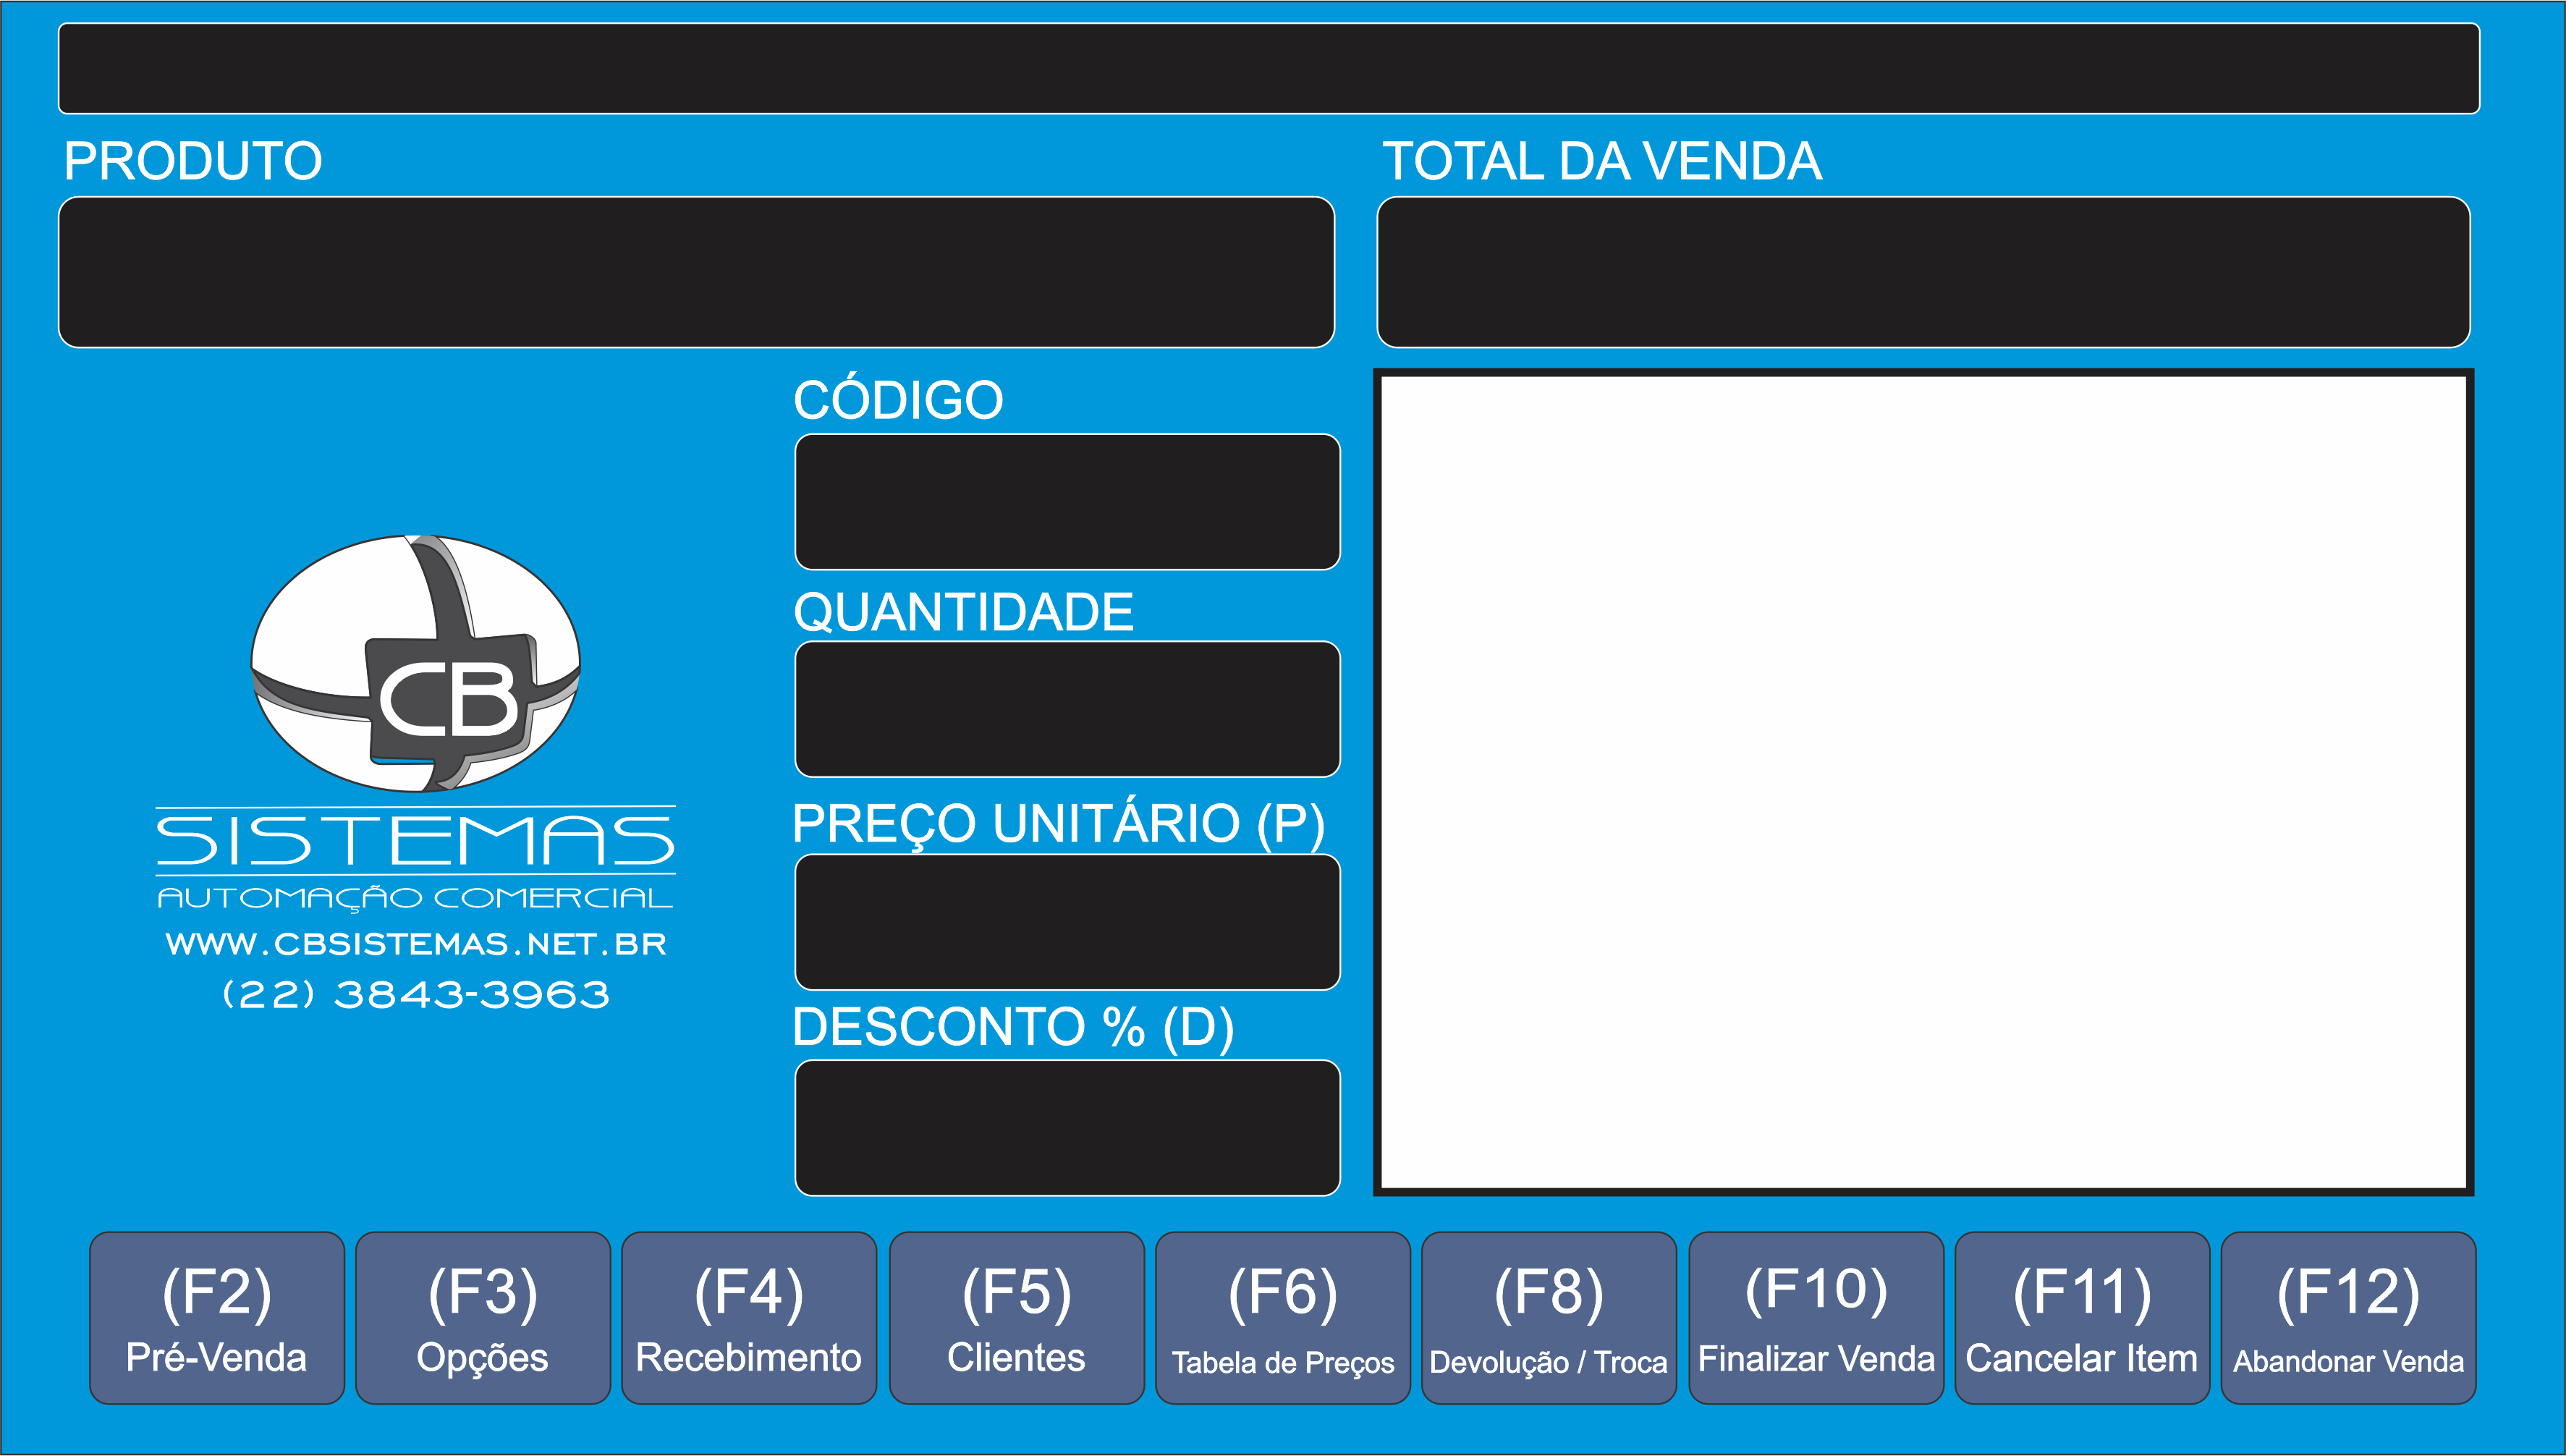 PRODUTO
TOTAL DA VENDA
CÓDIGO
QUANTIDADE
PREÇO UNITÁRIO (P)
DESCONTO % (D)
CB
SISTEMAS
AUTOMAÇÃO COMERCIAL
WWW.CBSISTEMAS.NET.BR
(22) 3843-3963
(F2)
Pré-Venda
(F3)
Opções
(F4)
Recebimento
(F5)
Clientes
(F6)
Tabela de Preços
(F8)
Devolução / Troca
(F10)
Finalizar Venda
(F11)
Cancelar Item
(F12)
Abandonar Venda